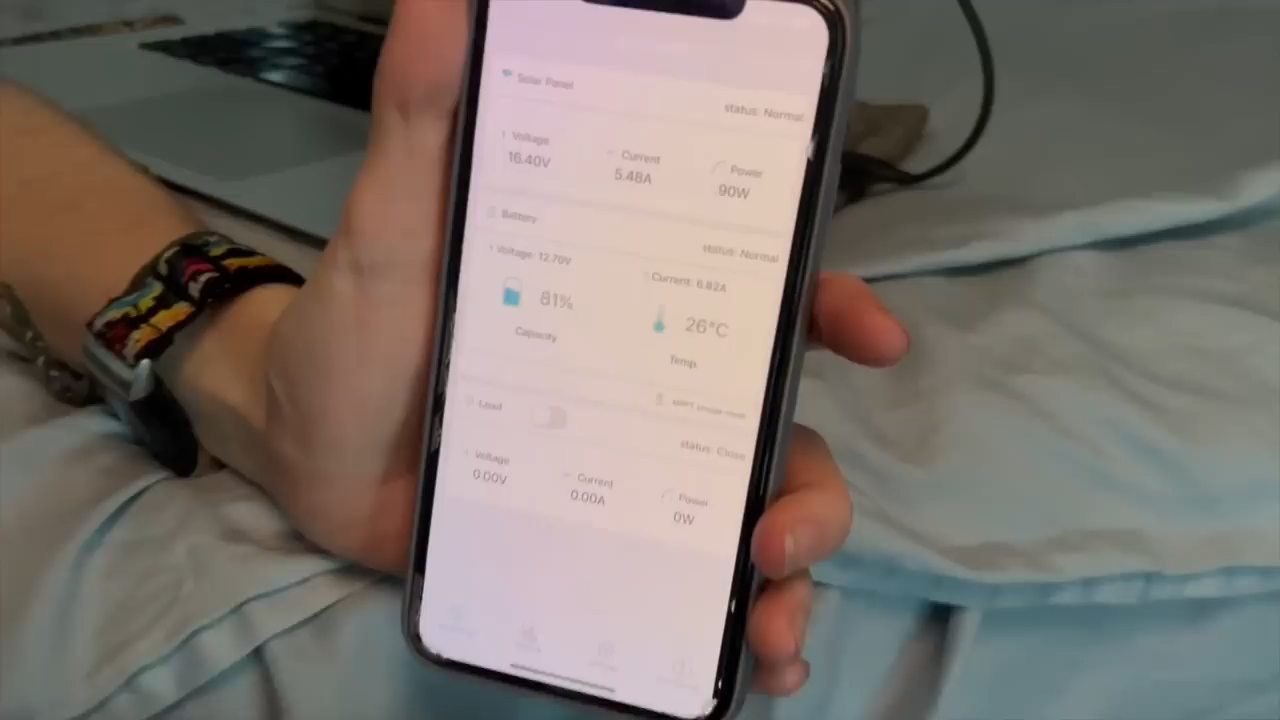 Solar Panel
status: Normal
Voltage
Current
Power
16.40V
5.48A
90W
Battery
status: Normal
Voltage: 12.70V
Current: 6.82A
81%
26°C
Capacity
Temp.
Load
status: Close
Voltage
Current
Power
0.00V
0.00A
0W